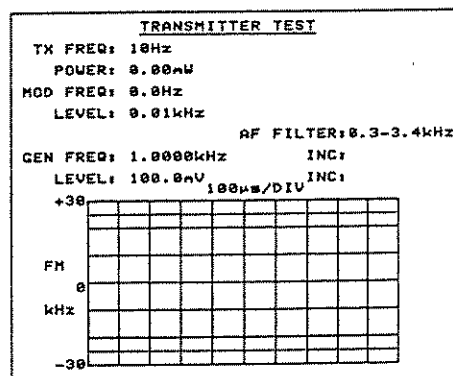 TRANSMITTER TEST
TX FREQ: 10Hz
POWER: 0.00mW
MOD FREQ: 0.0Hz
LEVEL: 0.01kHz
AF FILTER:0.3-3.4kHz
GEN FREQ: 1.0000kHz INC:
LEVEL: 100.0mV INC:
100µs/DIV
+30
FM
0
kHz
-30